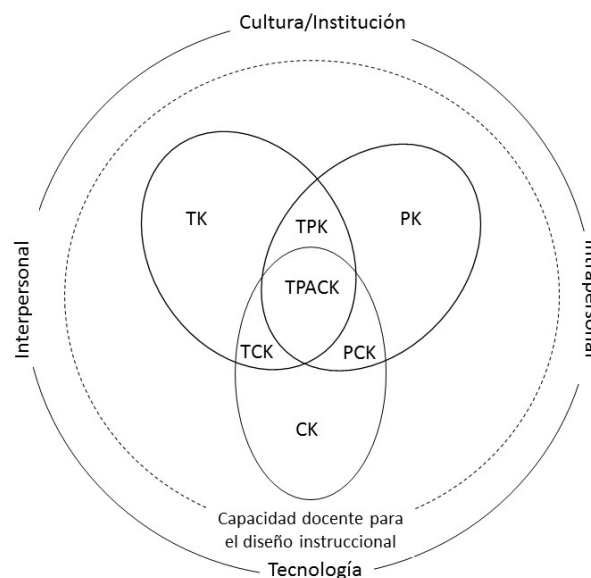 Cultura/Institución
TK
TPK
PK
TPACK
Interpersonal
Intrapersonal
TCK
PCK
CK
Capacidad docente para
el diseño instruccional
Tecnología